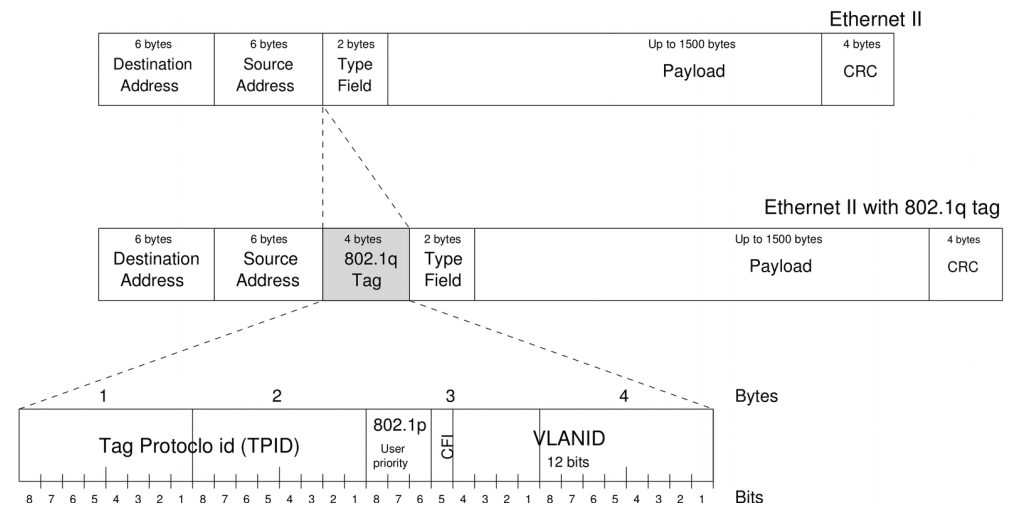 Ethernet II
6 bytes 6 bytes 2 bytes Up to 1500 bytes 4 bytes
Destination Source Type Payload CRC
Address Address Field
Ethernet II with 802.1q tag
6 bytes 6 bytes 4 bytes 2 bytes Up to 1500 bytes 4 bytes
Destination Source 802.1q Type Payload CRC
Address Address Tag Field
1 2 3 4 Bytes
802.1p
Tag Protoclo id (TPID) User CFI VLANID
priority 12 bits
8 7 6 5 4 3 2 1 8 7 6 5 4 3 2 1 8 7 6 5 4 3 2 1 8 7 6 5 4 3 2 1 Bits